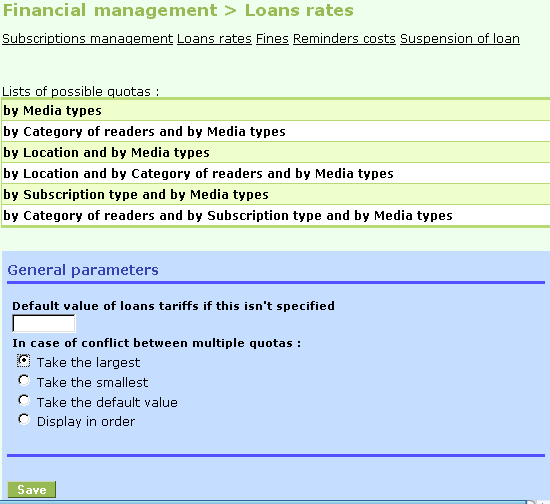 Financial management > Loans rates
Subscriptions management Loans rates Fines Reminders costs Suspension of loan
Lists of possible quotas :
by Media types
by Category of readers and by Media types
by Location and by Media types
by Location and by Category of readers and by Media types
by Subscription type and by Media types
by Category of readers and by Subscription type and by Media types
General parameters
Default value of loans tariffs if this isn't specified
In case of conflict between multiple quotas :
Take the largest
Take the smallest
Take the default value
Display in order
Save